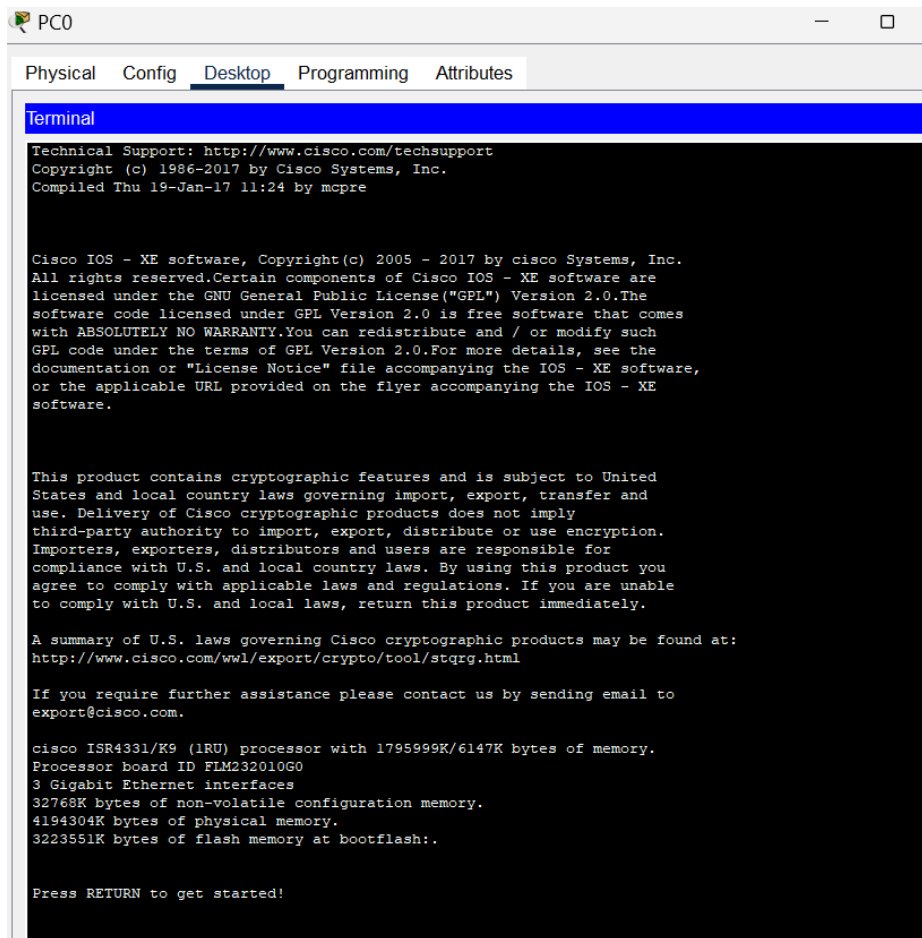 PC0
Physical Config Desktop Programming Attributes
Terminal
Technical Support: http://www.cisco.com/techsupport
Copyright (c) 1986-2017 by Cisco Systems, Inc.
Compiled Thu 19-Jan-17 11:24 by mcpre
Cisco IOS - XE software, Copyright(c) 2005 - 2017 by cisco Systems, Inc.
All rights reserved.Certain components of Cisco IOS - XE software are
licensed under the GNU General Public License("GPL") Version 2.0.The
software code licensed under GPL Version 2.0 is free software that comes
with ABSOLUTELY NO WARRANTY.You can redistribute and / or modify such
GPL code under the terms of GPL Version 2.0.For more details, see the
documentation or "License Notice" file accompanying the IOS - XE software,
or the applicable URL provided on the flyer accompanying the IOS - XE
software.
This product contains cryptographic features and is subject to United
States and local country laws governing import, export, transfer and
use. Delivery of Cisco cryptographic products does not imply
third-party authority to import, export, distribute or use encryption.
Importers, exporters, distributors and users are responsible for
compliance with U.S. and local country laws. By using this product you
agree to comply with applicable laws and regulations. If you are unable
to comply with U.S. and local laws, return this product immediately.
A summary of U.S. laws governing Cisco cryptographic products may be found at:
http://www.cisco.com/wwl/export/crypto/tool/stqrg.html
If you require further assistance please contact us by sending email to
export@cisco.com.
cisco ISR4331/K9 (1RU) processor with 1795999K/6147K bytes of memory.
Processor board ID FLM232010G0
3 Gigabit Ethernet interfaces
32768K bytes of non-volatile configuration memory.
4194304K bytes of physical memory.
3223551K bytes of flash memory at bootflash:.
Press RETURN to get started!